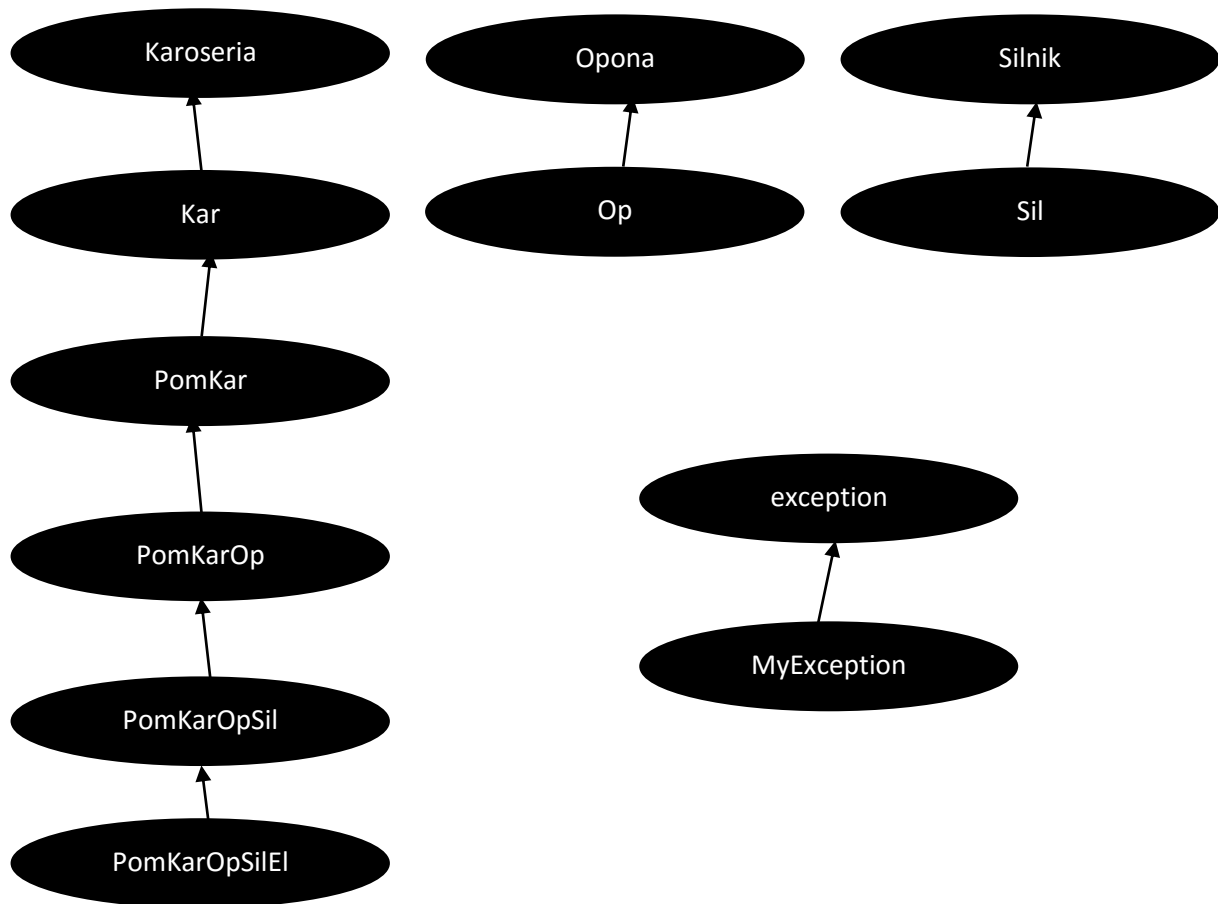 Karoseria
Opona
Silnik
Kar
Op
Sil
PomKar
exception
PomKarOp
MyException
PomKarOpSil
PomKarOpSilEl